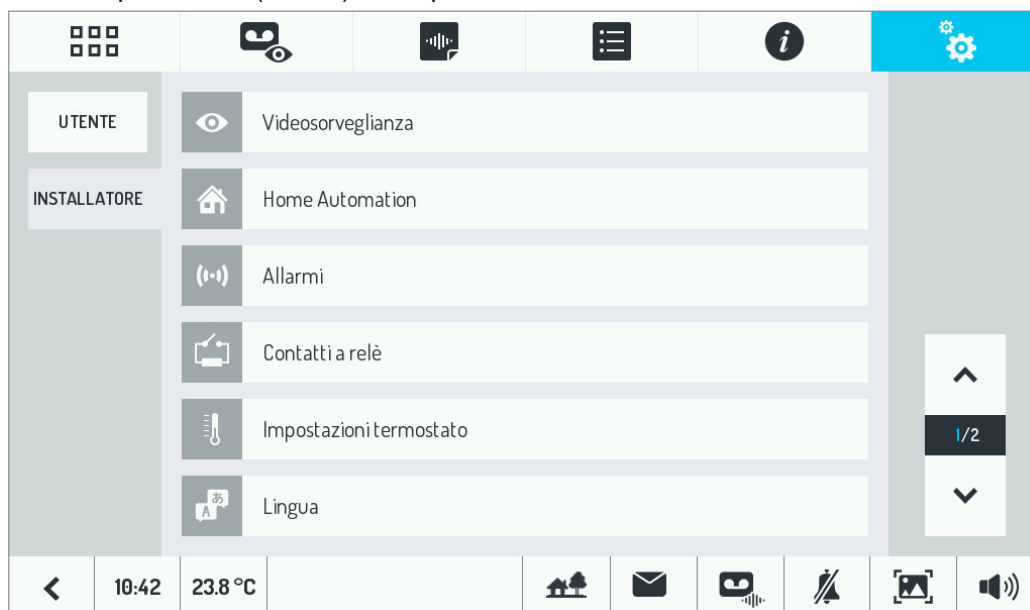 UTENTE
INSTALLATORE
Videosorveglianza
Home Automation
Allarmi
Contatti a relè
Impostazioni termostato
Lingua
1/2
10:42
23.8 °C